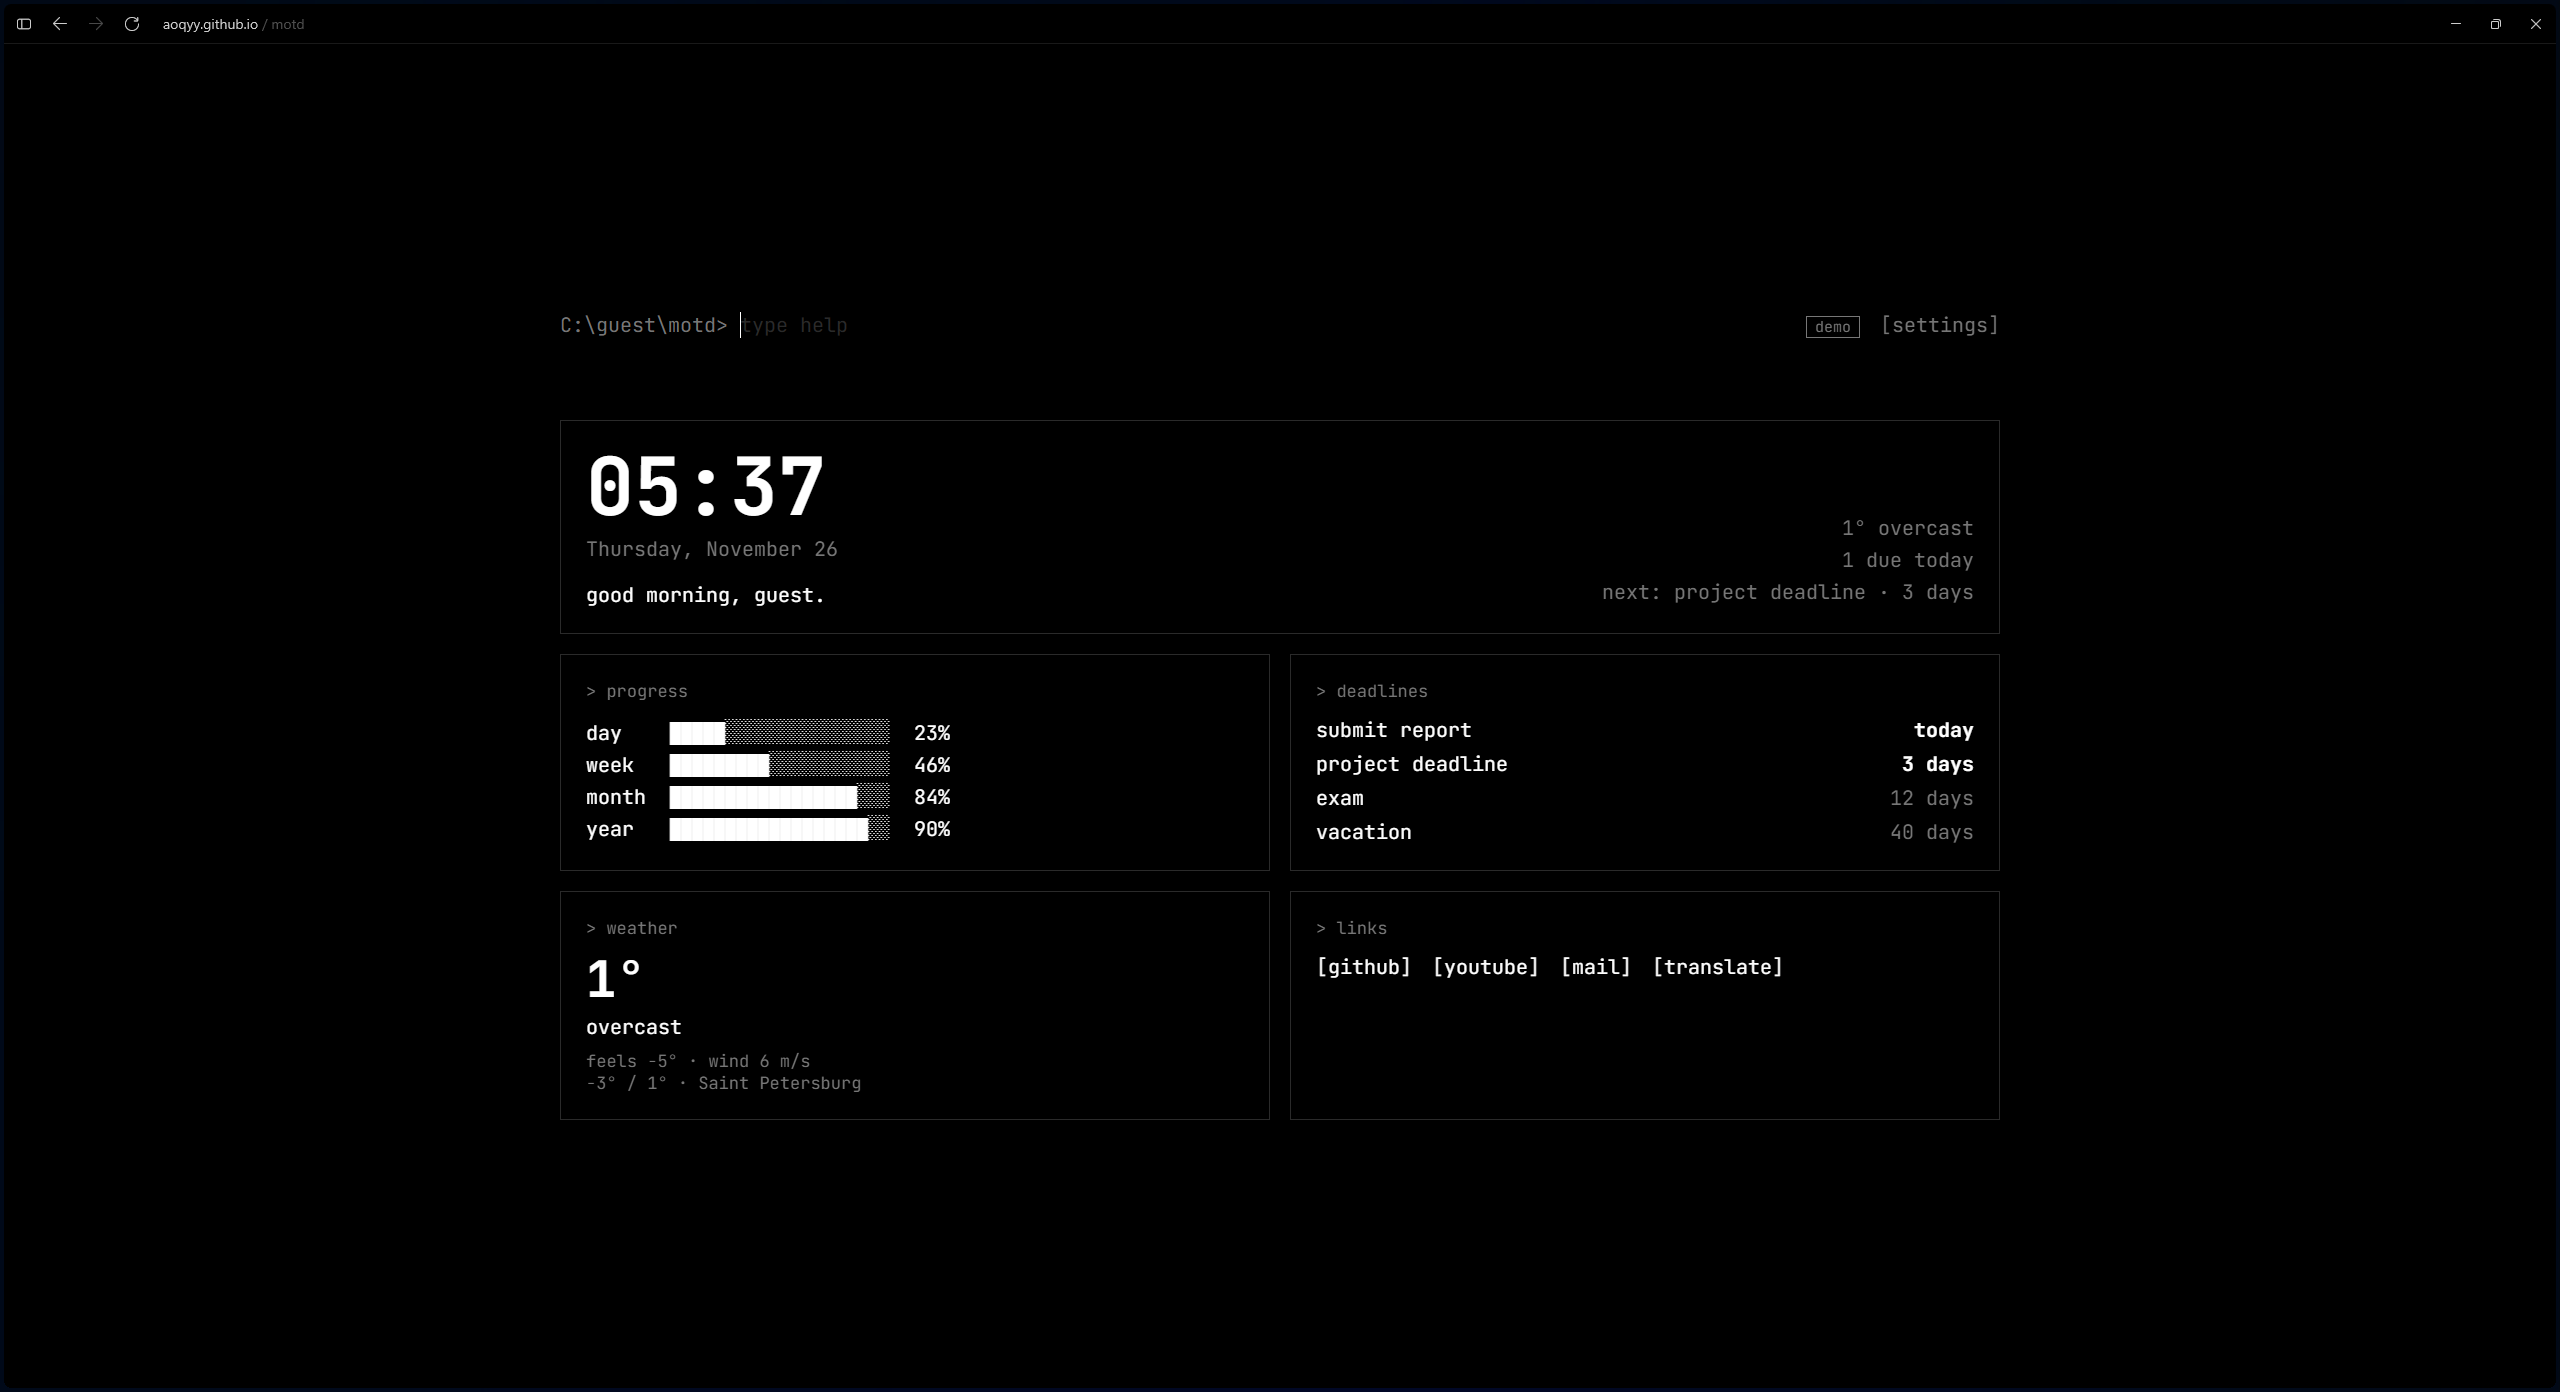 aoqyy.github.io / motd
C:\guest\motd> type help
demo [settings]
05:37
Thursday, November 26
good morning, guest.
1° overcast
1 due today
next: project deadline · 3 days
> progress
day 23%
week 46%
month 84%
year 90%
> deadlines
submit report today
project deadline 3 days
exam 12 days
vacation 40 days
> weather
1°
overcast
feels -5° · wind 6 m/s
-3° / 1° · Saint Petersburg
> links
[github] [youtube] [mail] [translate]